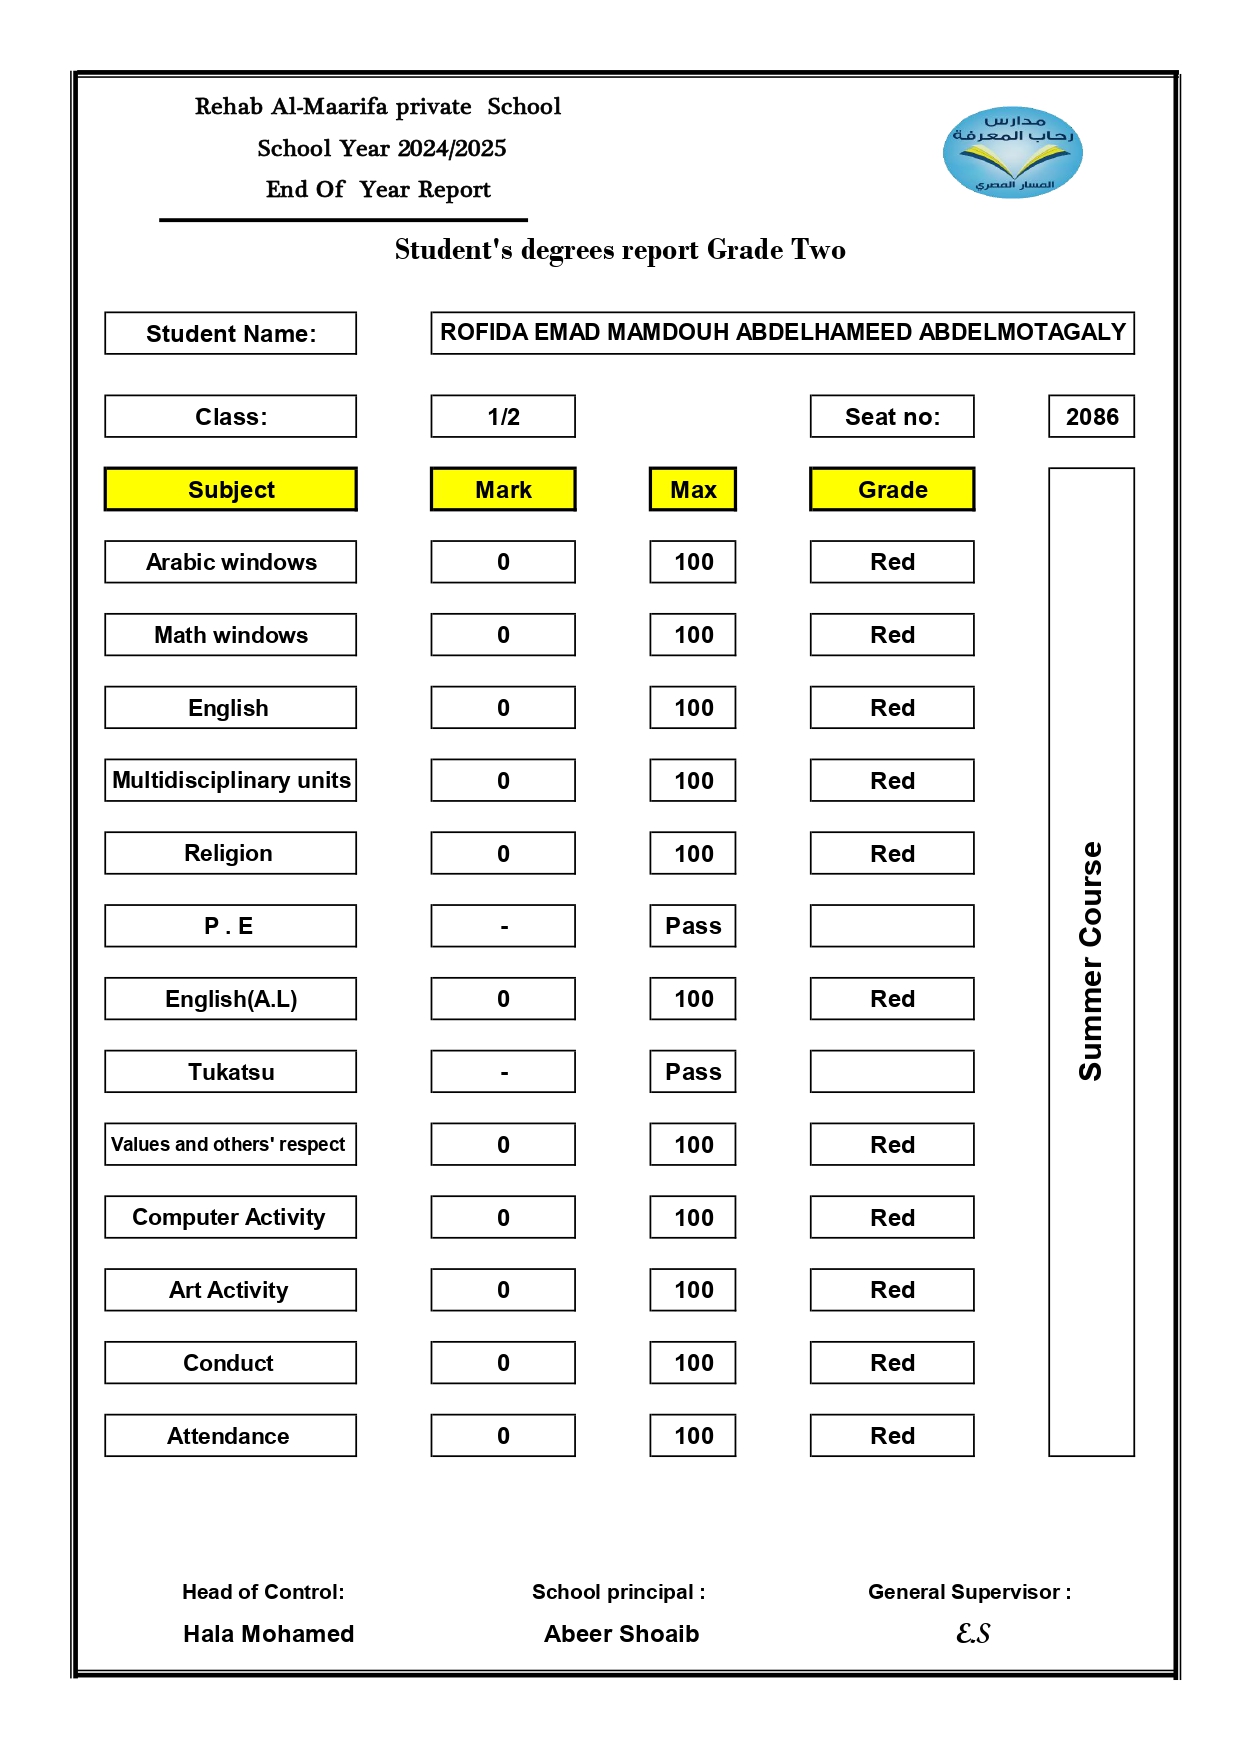 Rehab Al-Maarifa private School
School Year 2024/2025
End Of Year Report
مدارس
رحاب المعرفة
المسار المصري
Student's degrees report Grade Two
Student Name: ROFIDA EMAD MAMDOUH ABDELHAMEED ABDELMOTAGALY
Class: 1/2 Seat no: 2086
Subject Mark Max Grade
Arabic windows 0 100 Red
Math windows 0 100 Red
English 0 100 Red
Multidisciplinary units 0 100 Red
Religion 0 100 Red
P . E - Pass
English(A.L) 0 100 Red
Tukatsu - Pass
Values and others' respect 0 100 Red
Computer Activity 0 100 Red
Art Activity 0 100 Red
Conduct 0 100 Red
Attendance 0 100 Red
Summer Course
Head of Control: School principal : General Supervisor :
Hala Mohamed Abeer Shoaib E.S